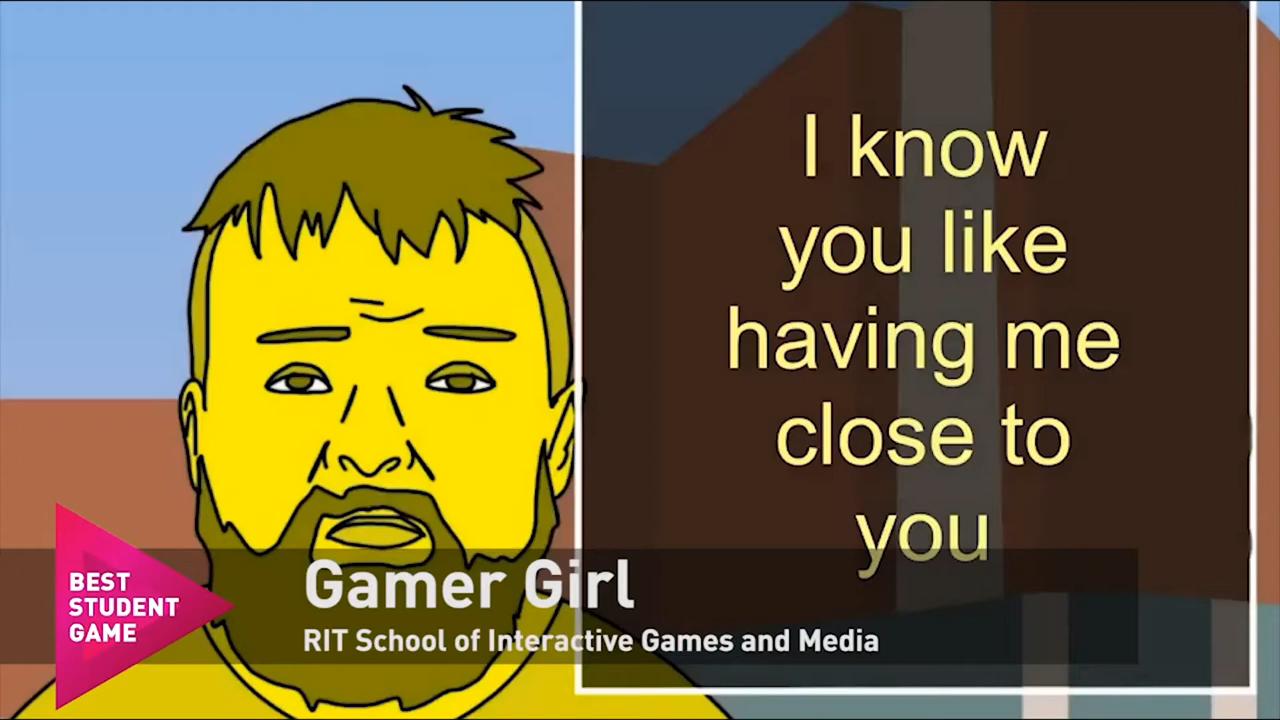 I know
you like
having me
close to
you
BEST
STUDENT
GAME
Gamer Girl
RIT School of Interactive Games and Media